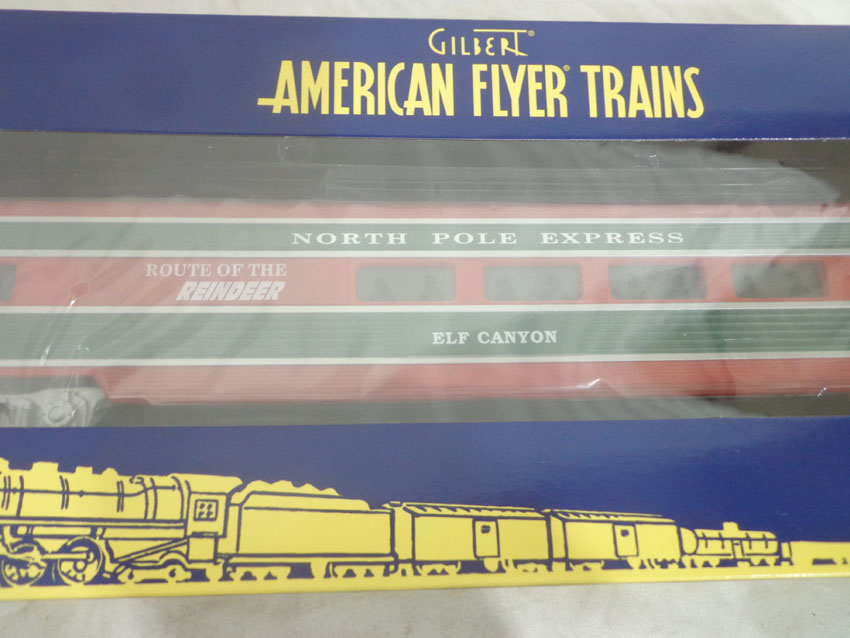 GILBERT®
AMERICAN FLYER® TRAINS
NORTH POLE EXPRESS
ROUTE OF THE
REINDEER
ELF CANYON